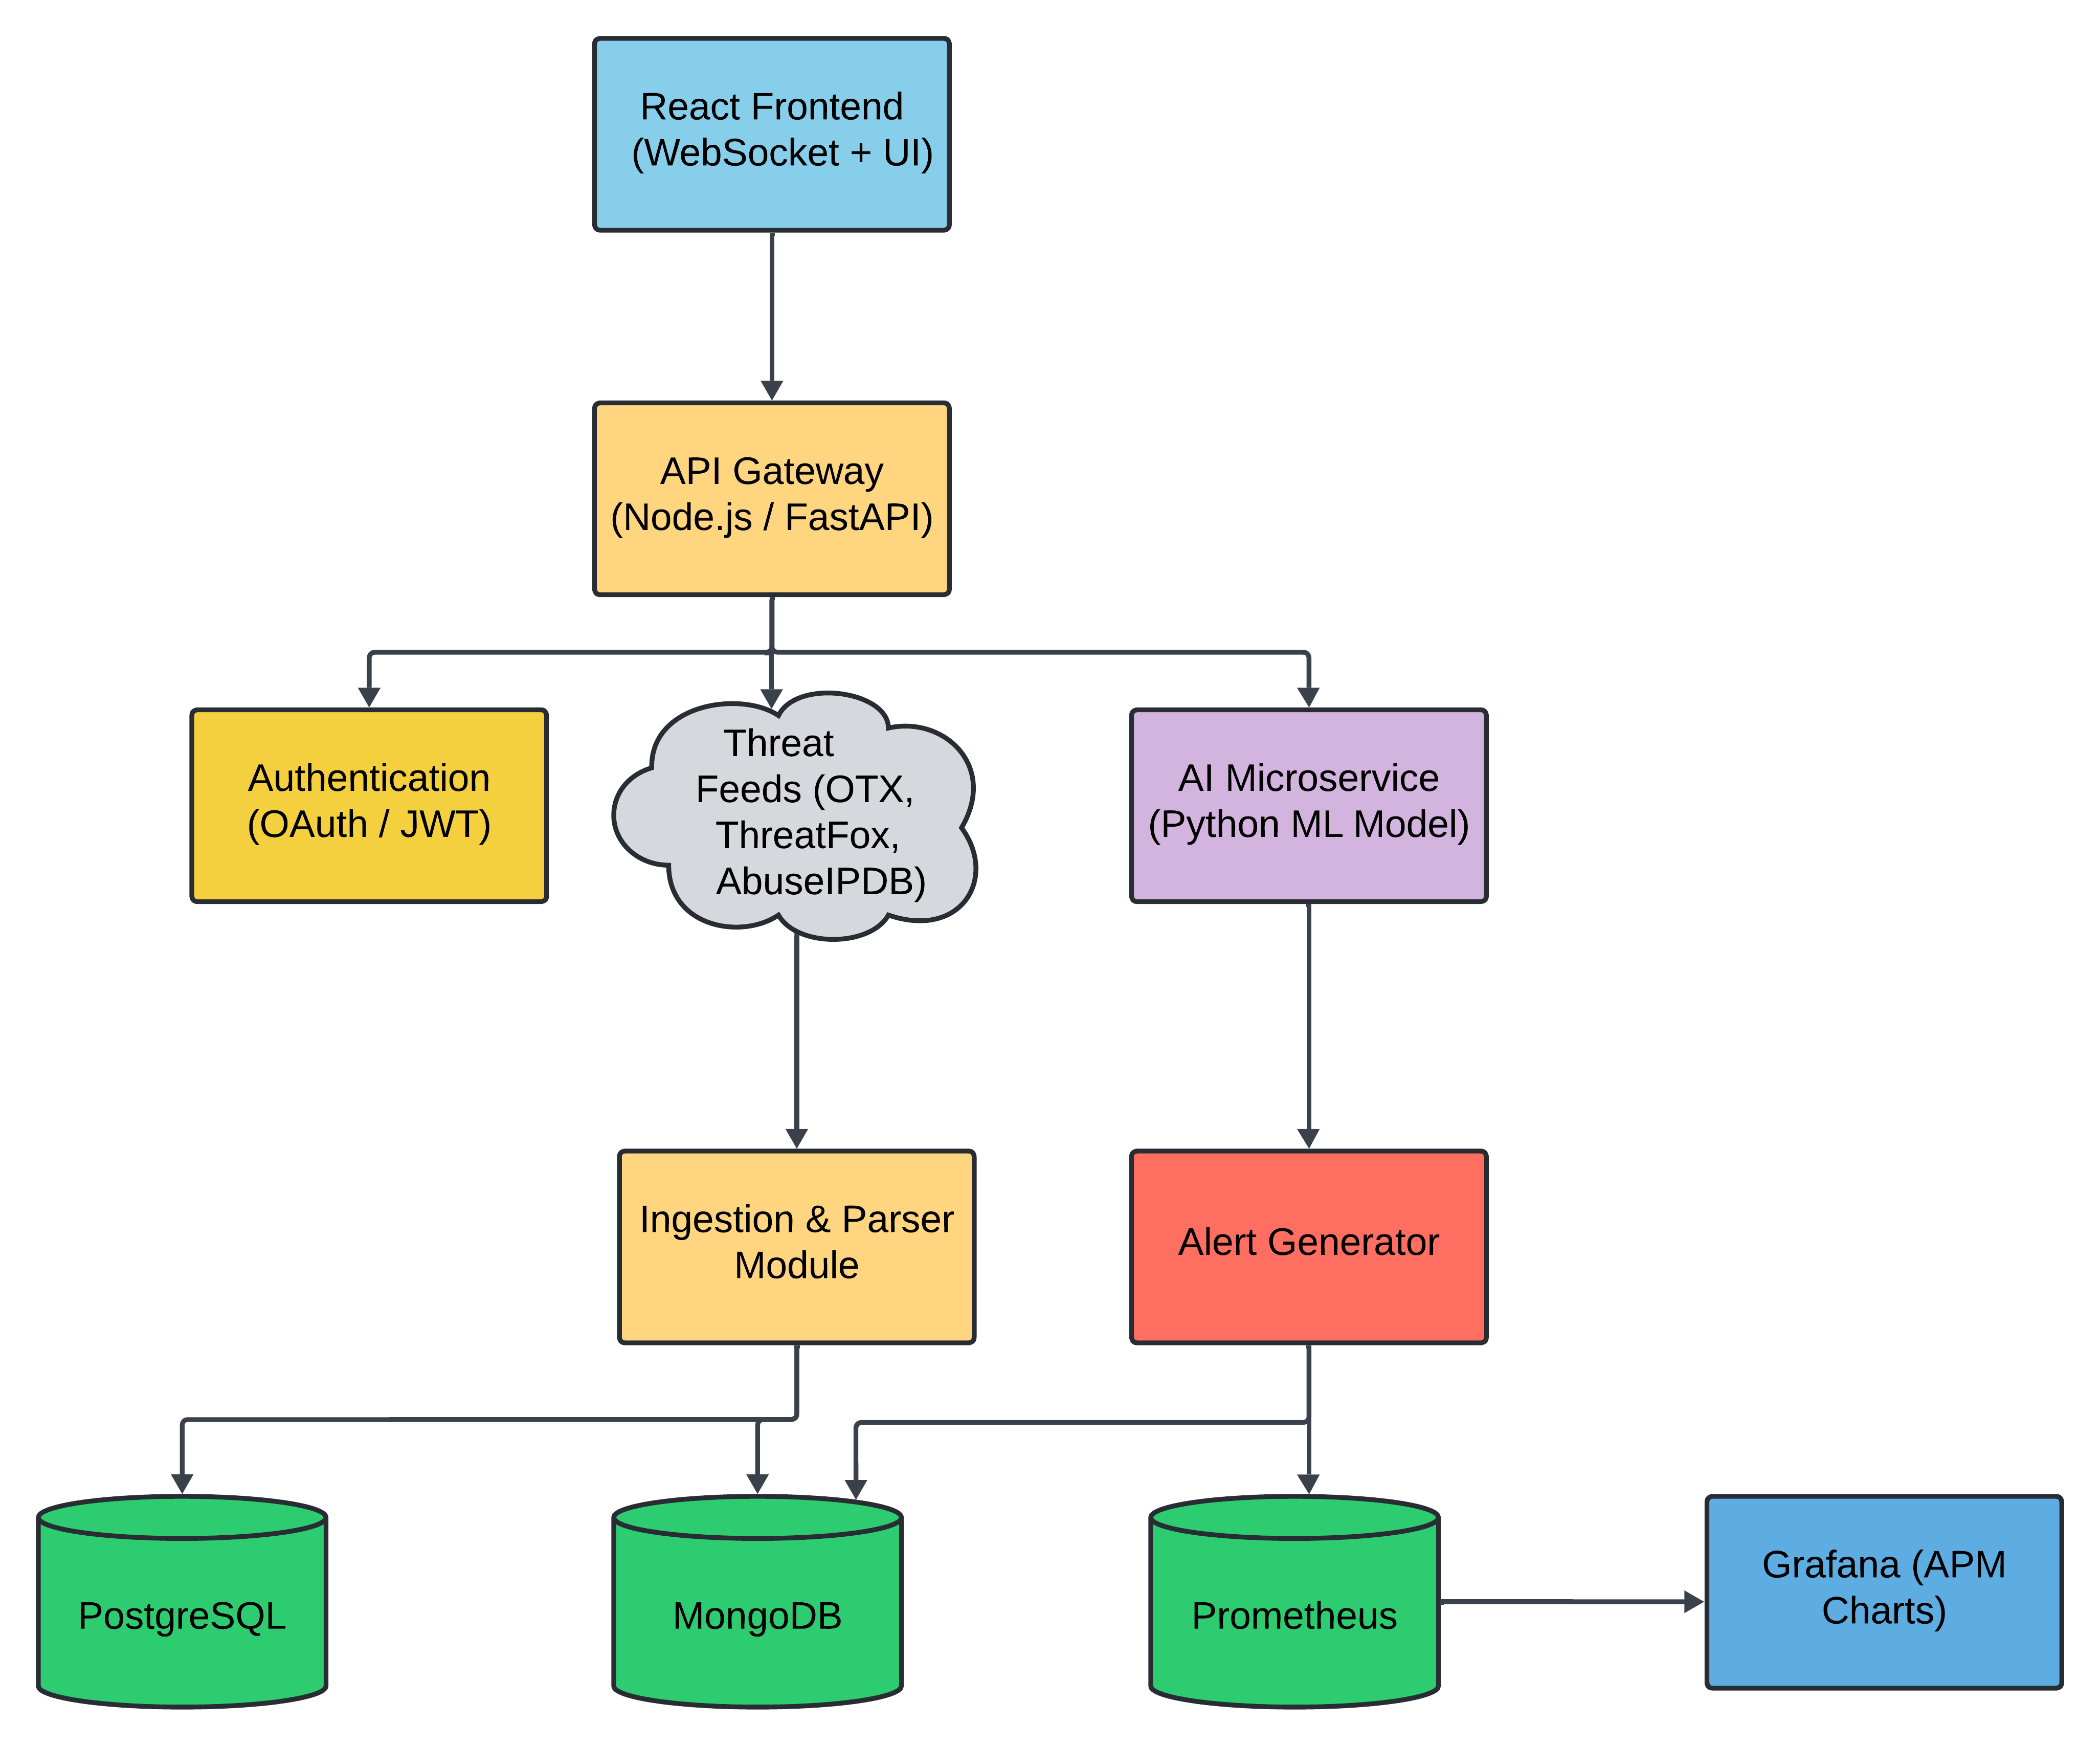 React Frontend
(WebSocket + UI)
API Gateway
(Node.js / FastAPI)
Authentication
(OAuth / JWT)
Threat
Feeds (OTX,
ThreatFox,
AbuseIPDB)
AI Microservice
(Python ML Model)
Ingestion & Parser
Module
Alert Generator
PostgreSQL
MongoDB
Prometheus
Grafana (APM
Charts)